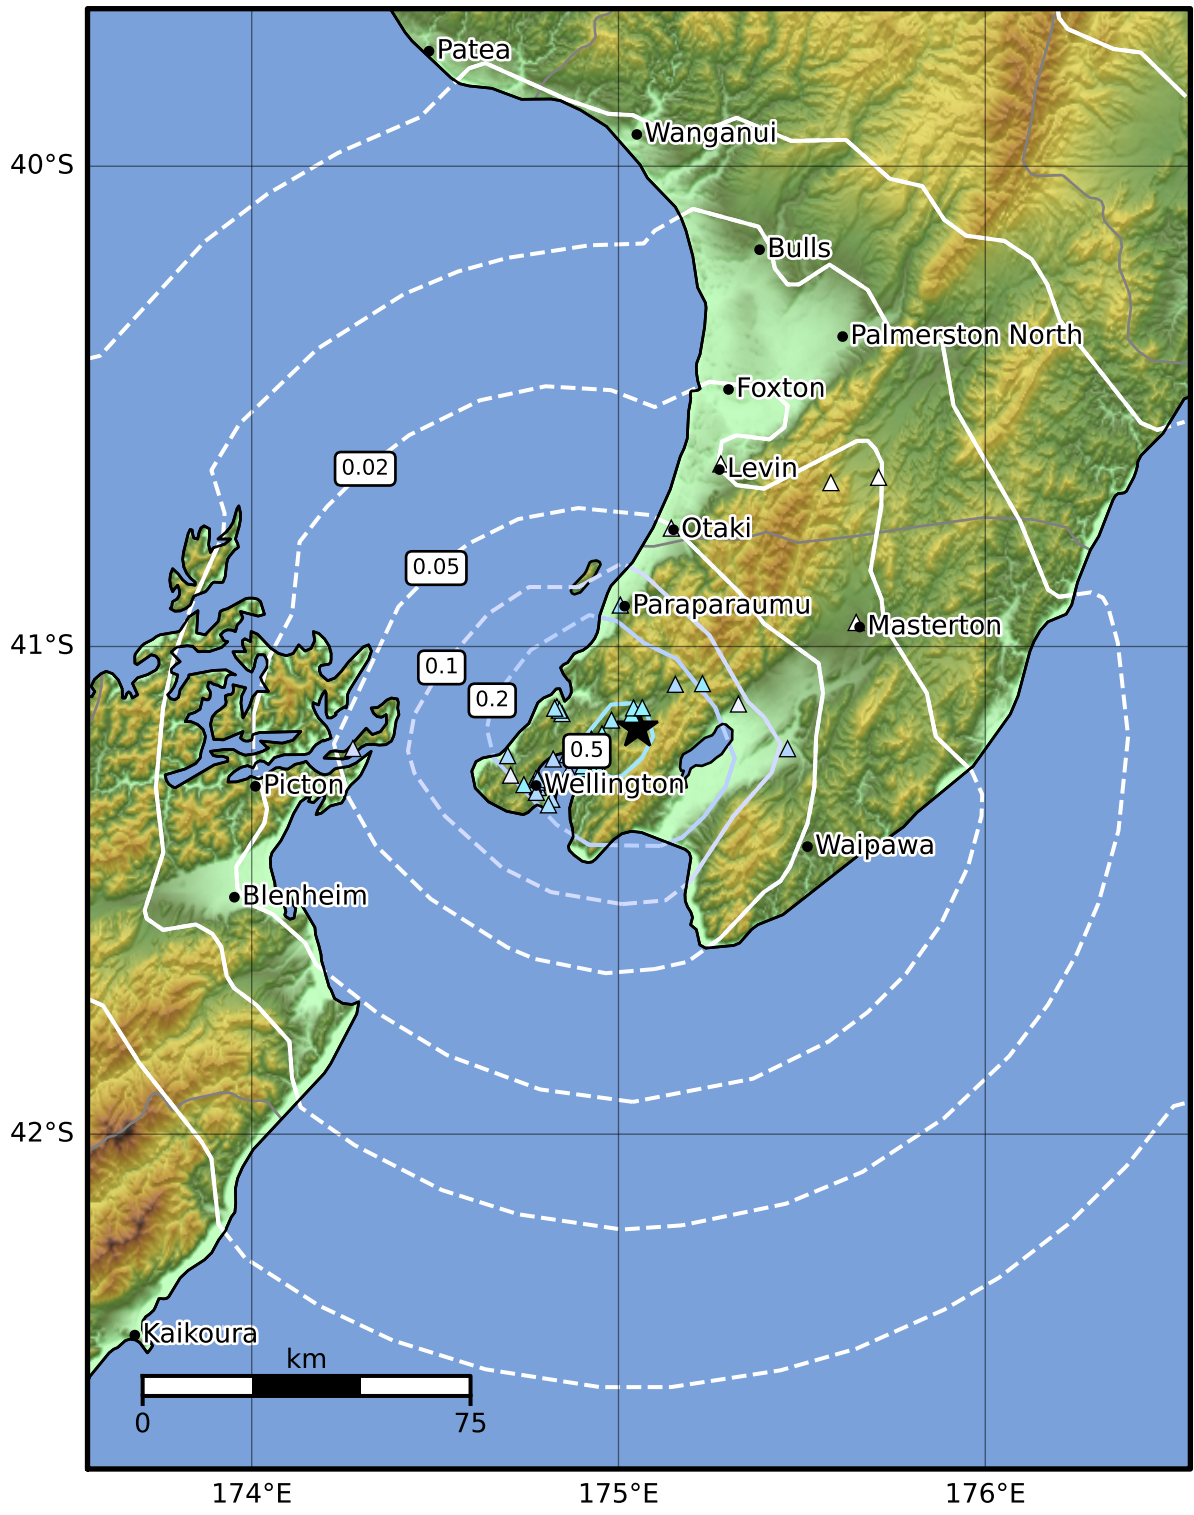 Patea
Wanganui
40°S
Bulls
Palmerston North
Foxton
0.02
Levin
Otaki
0.05
Paraparaumu
Masterton
41°S
0.1
0.2
0.5
Wellington
Picton
Waipawa
Blenheim
42°S
Kaikoura
km
0
75
174°E
175°E
176°E